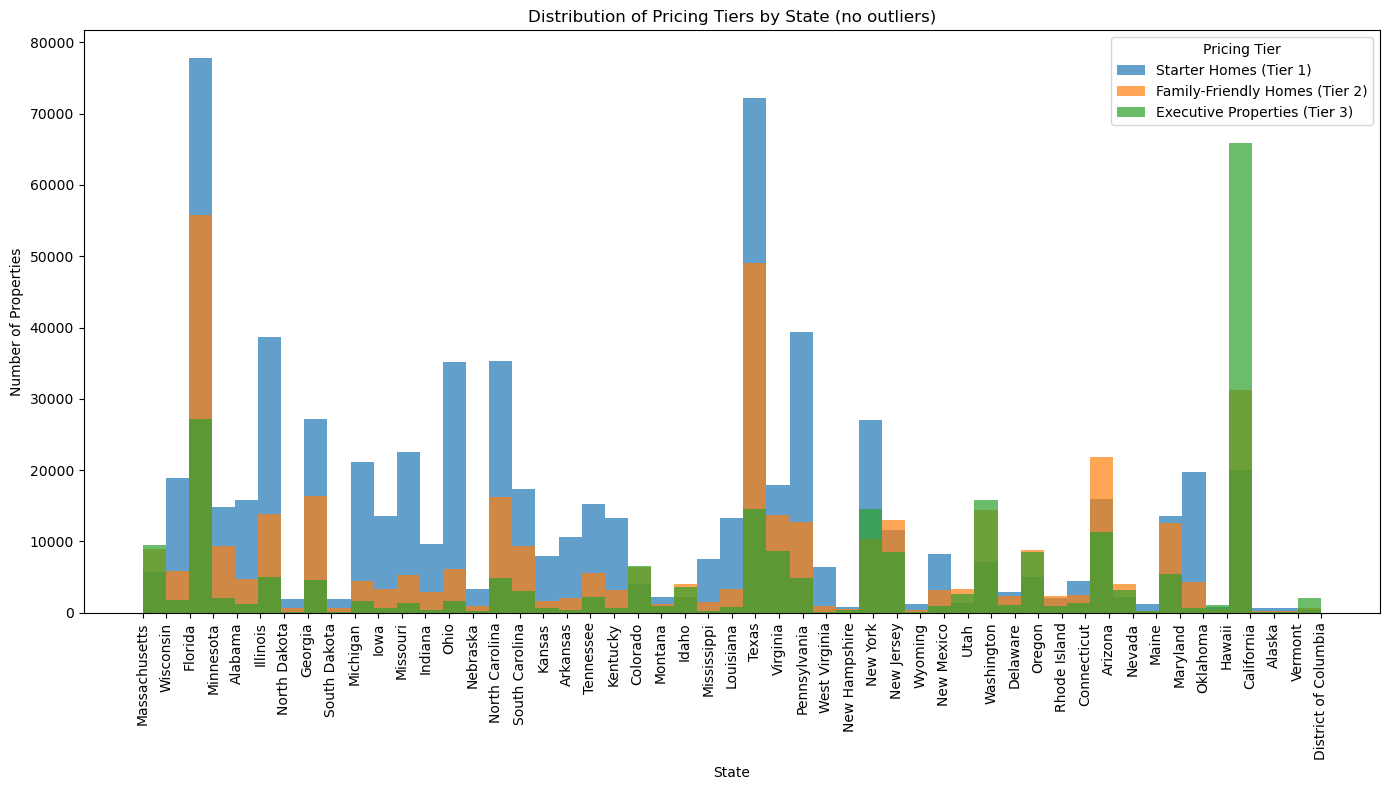 Distribution of Pricing Tiers by State (no outliers)
Pricing Tier
Starter Homes (Tier 1)
Family-Friendly Homes (Tier 2)
Executive Properties (Tier 3)
Number of Properties
80000
70000
60000
50000
40000
30000
20000
10000
0
Massachusetts
Wisconsin
Florida
Minnesota
Alabama
Illinois
North Dakota
Georgia
South Dakota
Michigan
Iowa
Missouri
Indiana
Ohio
Nebraska
North Carolina
South Carolina
Kansas
Arkansas
Tennessee
Kentucky
Colorado
Montana
Idaho
Mississippi
Louisiana
Texas
Virginia
Pennsylvania
West Virginia
New Hampshire
New York
New Jersey
Wyoming
New Mexico
Utah
Washington
Delaware
Oregon
Rhode Island
Connecticut
Arizona
Nevada
Maine
Maryland
Oklahoma
Hawaii
California
Alaska
Vermont
District of Columbia
State